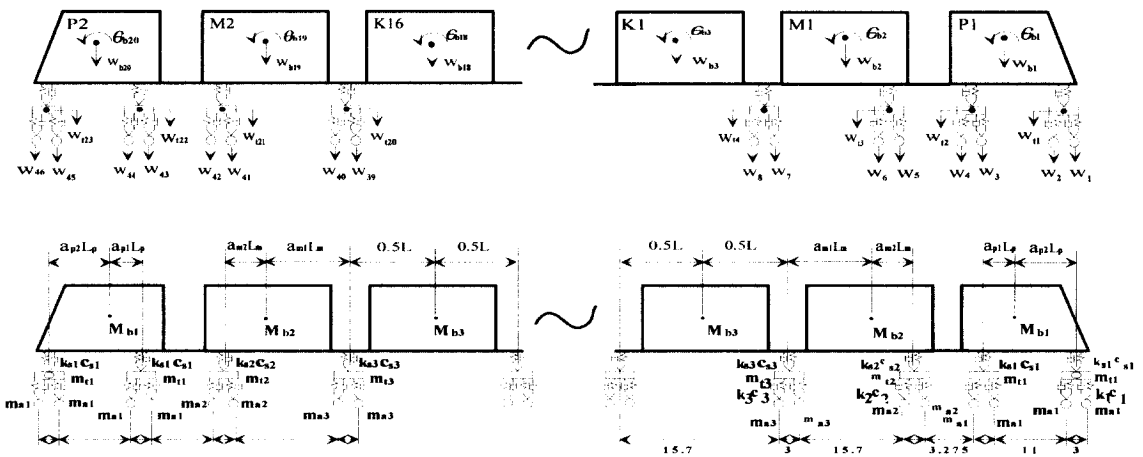 P2 M2 K16 K1 M1 P1
θb20 θb19 θb18 θb3 θb2 θb1
wb20 wb19 wb18 wb3 wb2 wb1
wt23 wt22 wt21 wt20 wt4 wt3 wt2 wt1
w46 w45 w44 w43 w42 w41 w40 w39 w8 w7 w6 w5 w4 w3 w2 w1
ap2Lp ap1Lp am2Lm am1Lm 0.5L 0.5L 0.5L 0.5L am1Lm am2Lm ap1Lp ap2Lp
Mb1 Mb2 Mb3 Mb3 Mb2 Mb1
ks1cs1 ks1cs1 ks2cs2 ks3cs3 ks3cs3 ks2cs2 ks1cs1 ks1cs1
mt1 mt1 mt2 mt3 mt3 mt2 mt1 mt1
k3c3 k2c2 k1c1
ma1 ma1 ma1 ma1 ma2 ma2 ma3 ma3 ma3 ma3 ma2 ma2 ma1 ma1 ma1 ma1
15.7 3 15.7 3.275 11 3